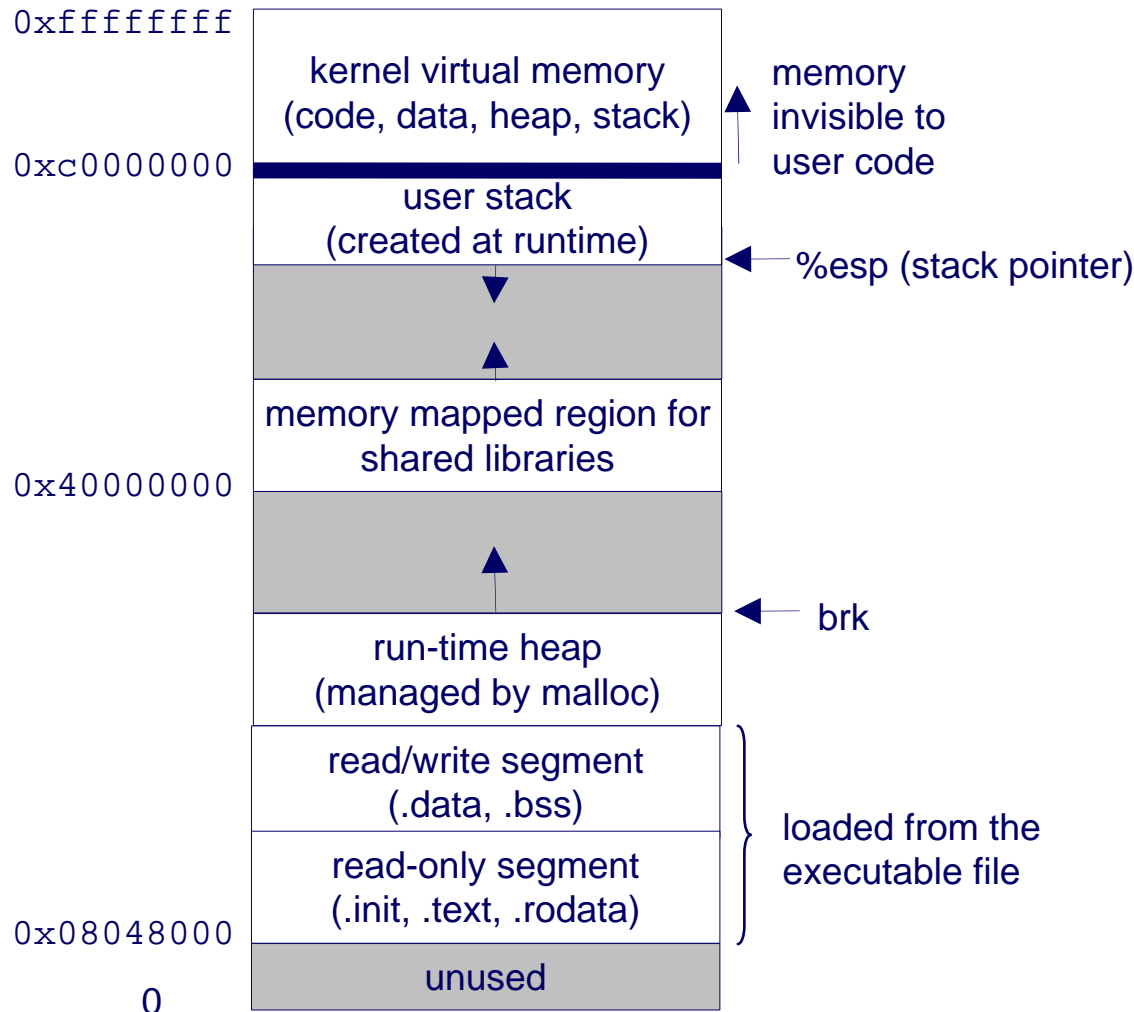 0xffffffff
kernel virtual memory
(code, data, heap, stack)
memory
invisible to
user code
0xc0000000
user stack
(created at runtime)
%esp (stack pointer)
memory mapped region for
shared libraries
0x40000000
brk
run-time heap
(managed by malloc)
read/write segment
(.data, .bss)
loaded from the
executable file
read-only segment
(.init, .text, .rodata)
0x08048000
unused
0